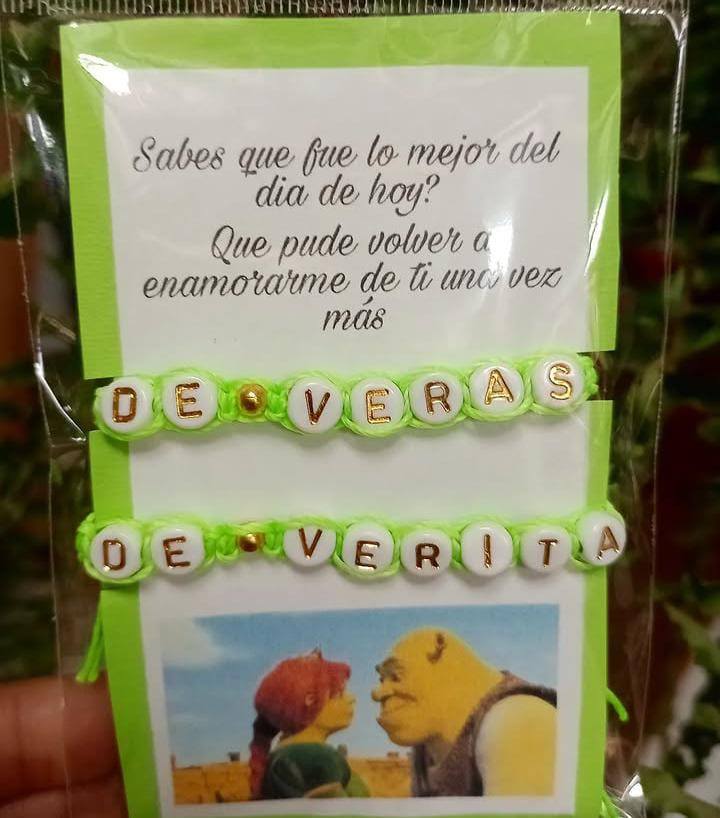 Sabes que fue lo mejor del
dia de hoy?
Que pude volver a
enamorarme de ti una vez
más
DE VERAS
DE VERITA